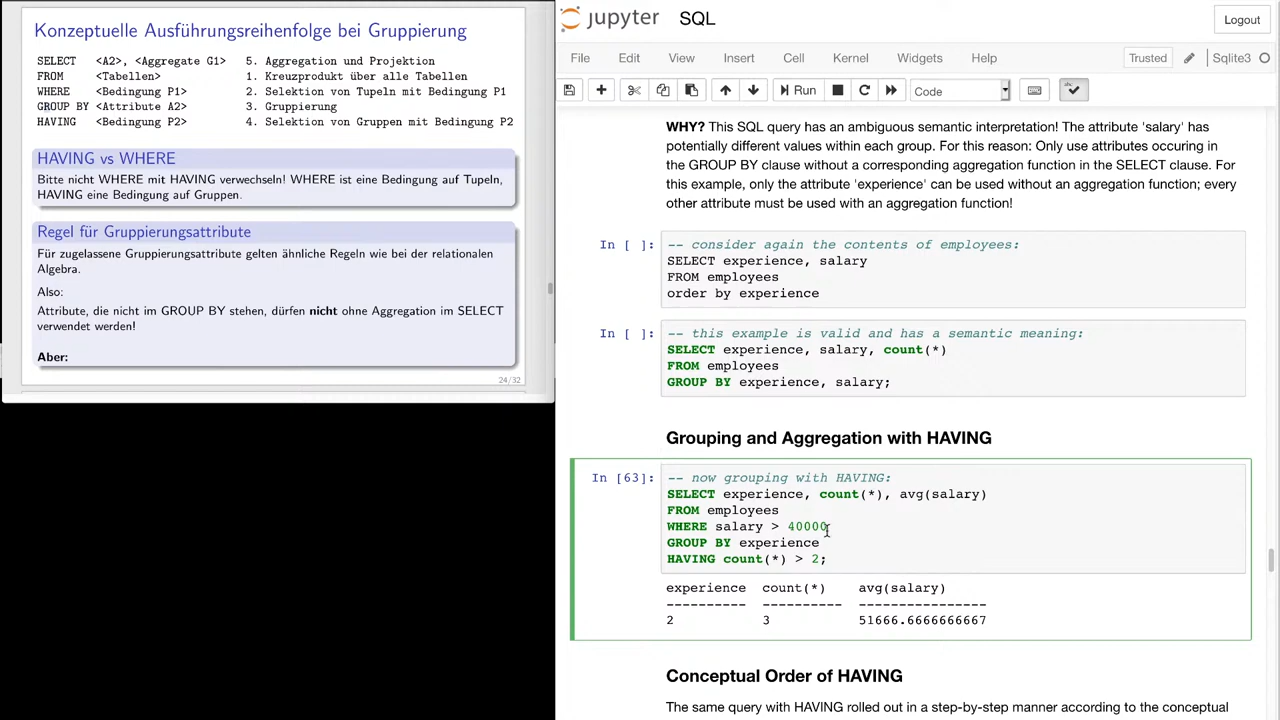 Konzeptuelle Ausführungsreihenfolge bei Gruppierung
SELECT <A2>, <Aggregate G1> 5. Aggregation und Projektion
FROM <Tabellen> 1. Kreuzprodukt über alle Tabellen
WHERE <Bedingung P1> 2. Selektion von Tupeln mit Bedingung P1
GROUP BY <Attribute A2> 3. Gruppierung
HAVING <Bedingung P2> 4. Selektion von Gruppen mit Bedingung P2
HAVING vs WHERE
Bitte nicht WHERE mit HAVING verwechseln! WHERE ist eine Bedingung auf Tupeln,
HAVING eine Bedingung auf Gruppen.
Regel für Gruppierungsattribute
Für zugelassene Gruppierungsattribute gelten ähnliche Regeln wie bei der relationalen
Algebra.
Also:
Attribute, die nicht im GROUP BY stehen, dürfen nicht ohne Aggregation im SELECT
verwendet werden!
Aber:
24/32
jupyter SQL
Logout
File Edit View Insert Cell Kernel Widgets Help
Trusted Sqlite3
Run Code
WHY? This SQL query has an ambiguous semantic interpretation! The attribute 'salary' has
potentially different values within each group. For this reason: Only use attributes occuring in
the GROUP BY clause without a corresponding aggregation function in the SELECT clause. For
this example, only the attribute 'experience' can be used without an aggregation function; every
other attribute must be used with an aggregation function!
In [ ]: -- consider again the contents of employees:
SELECT experience, salary
FROM employees
order by experience
In [ ]: -- this example is valid and has a semantic meaning:
SELECT experience, salary, count(*)
FROM employees
GROUP BY experience, salary;
Grouping and Aggregation with HAVING
In [63]: -- now grouping with HAVING:
SELECT experience, count(*), avg(salary)
FROM employees
WHERE salary > 40000
GROUP BY experience
HAVING count(*) > 2;
experience count(*) avg(salary)
---------- ---------- ----------------
2 3 51666.6666666667
Conceptual Order of HAVING
The same query with HAVING rolled out in a step-by-step manner according to the conceptual